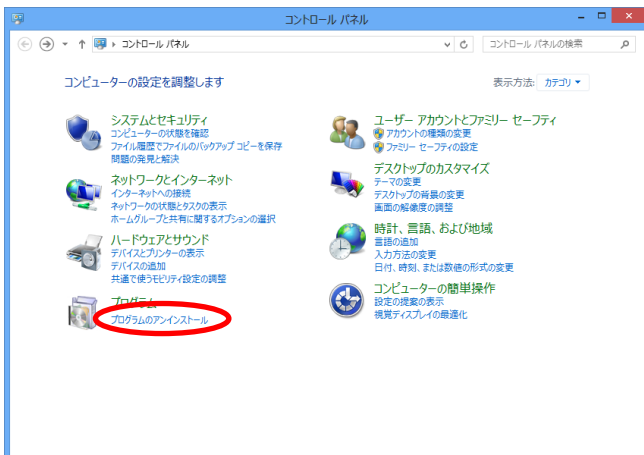 コントロール パネル
コントロール パネル
コントロール パネルの検索
コンピューターの設定を調整します
表示方法: カテゴリ
システムとセキュリティ
コンピューターの状態を確認
ファイル履歴でファイルのバックアップ コピーを保存
問題の発見と解決
ネットワークとインターネット
インターネットへの接続
ネットワークの状態とタスクの表示
ホームグループと共有に関するオプションの選択
ハードウェアとサウンド
デバイスとプリンターの表示
デバイスの追加
共通で使うモビリティ設定の調整
プログラム
プログラムのアンインストール
ユーザー アカウントとファミリー セーフティ
アカウントの種類の変更
ファミリー セーフティの設定
デスクトップのカスタマイズ
テーマの変更
デスクトップの背景の変更
画面の解像度の調整
時計、言語、および地域
言語の追加
入力方法の変更
日付、時刻、または数値の形式の変更
コンピューターの簡単操作
設定の提案の表示
視覚ディスプレイの最適化